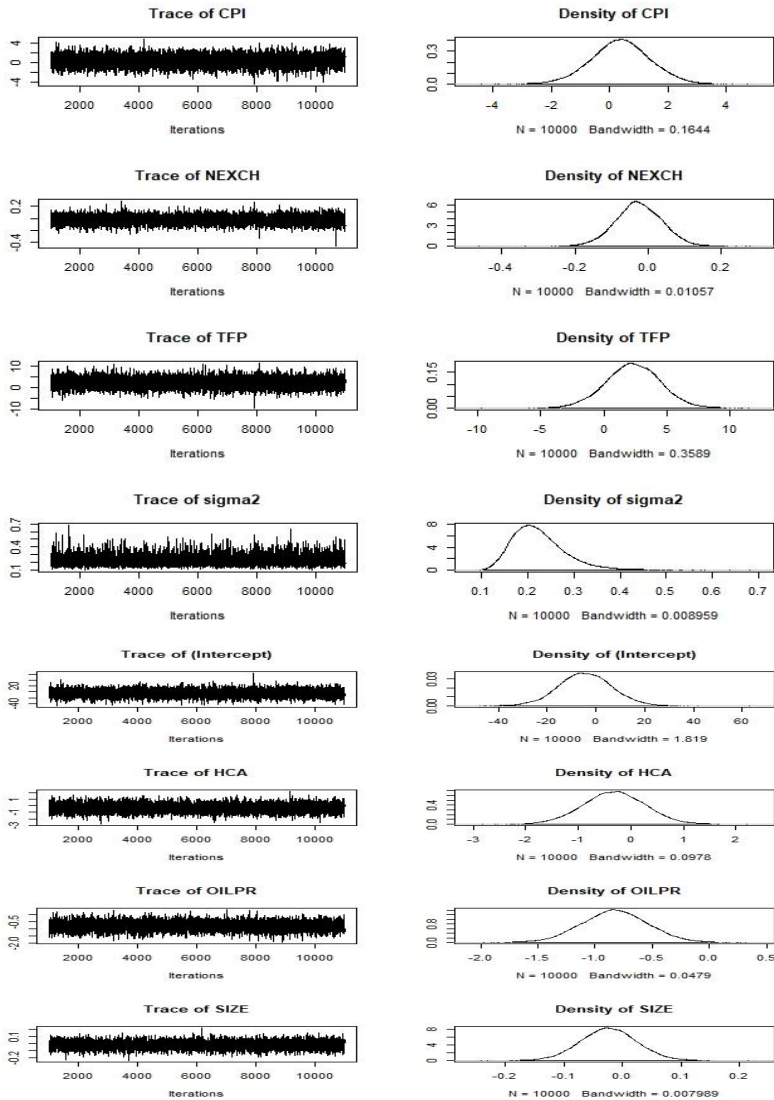 Trace of CPI
Density of CPI
4
0
-4
2000 4000 6000 8000 10000
Iterations
0.3
0.0
-4 -2 0 2 4
N = 10000 Bandwidth = 0.1644
Trace of NEXCH
Density of NEXCH
0.2
-0.4
2000 4000 6000 8000 10000
Iterations
6
3
0
-0.4 -0.2 0.0 0.2
N = 10000 Bandwidth = 0.01057
Trace of TFP
Density of TFP
10
0
-10
2000 4000 6000 8000 10000
Iterations
0.15
0.00
-10 -5 0 5 10
N = 10000 Bandwidth = 0.3589
Trace of sigma2
Density of sigma2
0.7
0.4
0.1
2000 4000 6000 8000 10000
Iterations
8
4
0
0.1 0.2 0.3 0.4 0.5 0.6 0.7
N = 10000 Bandwidth = 0.008959
Trace of (Intercept)
Density of (Intercept)
20
-40
2000 4000 6000 8000 10000
Iterations
0.03
0.00
-40 -20 0 20 40 60
N = 10000 Bandwidth = 1.819
Trace of HCA
Density of HCA
1
-1
-3
2000 4000 6000 8000 10000
Iterations
0.4
0.0
-3 -2 -1 0 1 2
N = 10000 Bandwidth = 0.0978
Trace of OILPR
Density of OILPR
-0.5
-2.0
2000 4000 6000 8000 10000
Iterations
0.8
0.0
-2.0 -1.5 -1.0 -0.5 0.0 0.5
N = 10000 Bandwidth = 0.0479
Trace of SIZE
Density of SIZE
0.1
-0.2
2000 4000 6000 8000 10000
Iterations
8
4
0
-0.2 -0.1 0.0 0.1 0.2
N = 10000 Bandwidth = 0.007989